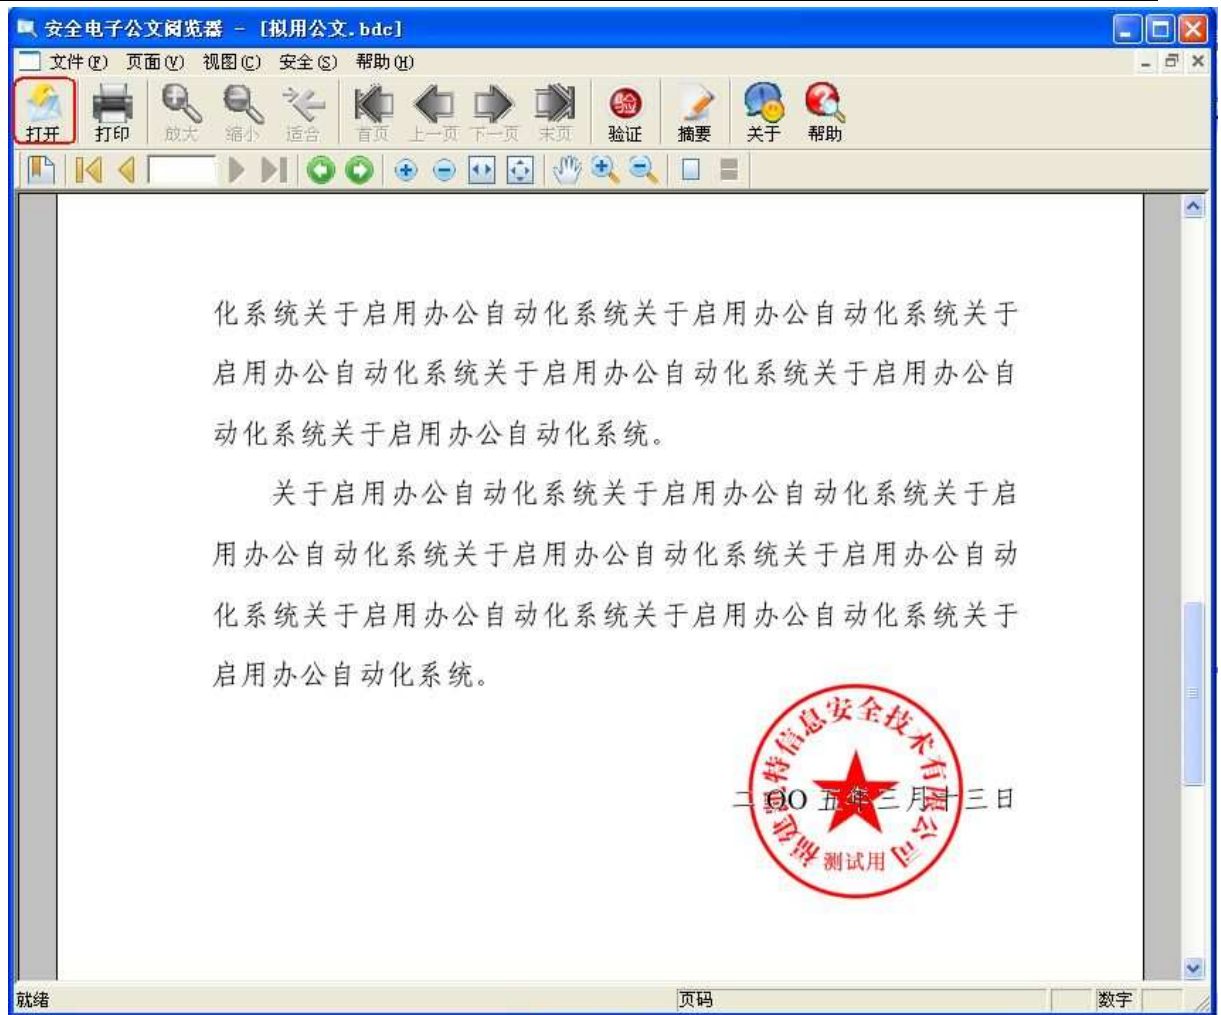 安全电子公文阅览器 - [拟用公文.bdc]
文件(F) 页面(V) 视图(C) 安全(S) 帮助(H)
打开 打印 放大 缩小 适合 首页 上一页 下一页 末页 验证 摘要 关于 帮助
验
化系统关于启用办公自动化系统关于启用办公自动化系统关于
启用办公自动化系统关于启用办公自动化系统关于启用办公自
动化系统关于启用办公自动化系统。
关于启用办公自动化系统关于启用办公自动化系统关于启
用办公自动化系统关于启用办公自动化系统关于启用办公自动
化系统关于启用办公自动化系统关于启用办公自动化系统关于
启用办公自动化系统。
福建 特信息安全技术有限公司
二OO五年三月十三日
测试用
就绪 页码 数字